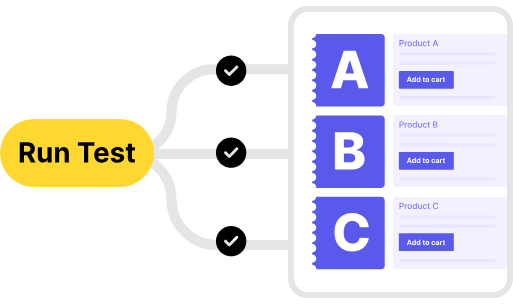 Run Test
A
Product A
Add to cart
B
Product B
Add to cart
C
Product C
Add to cart